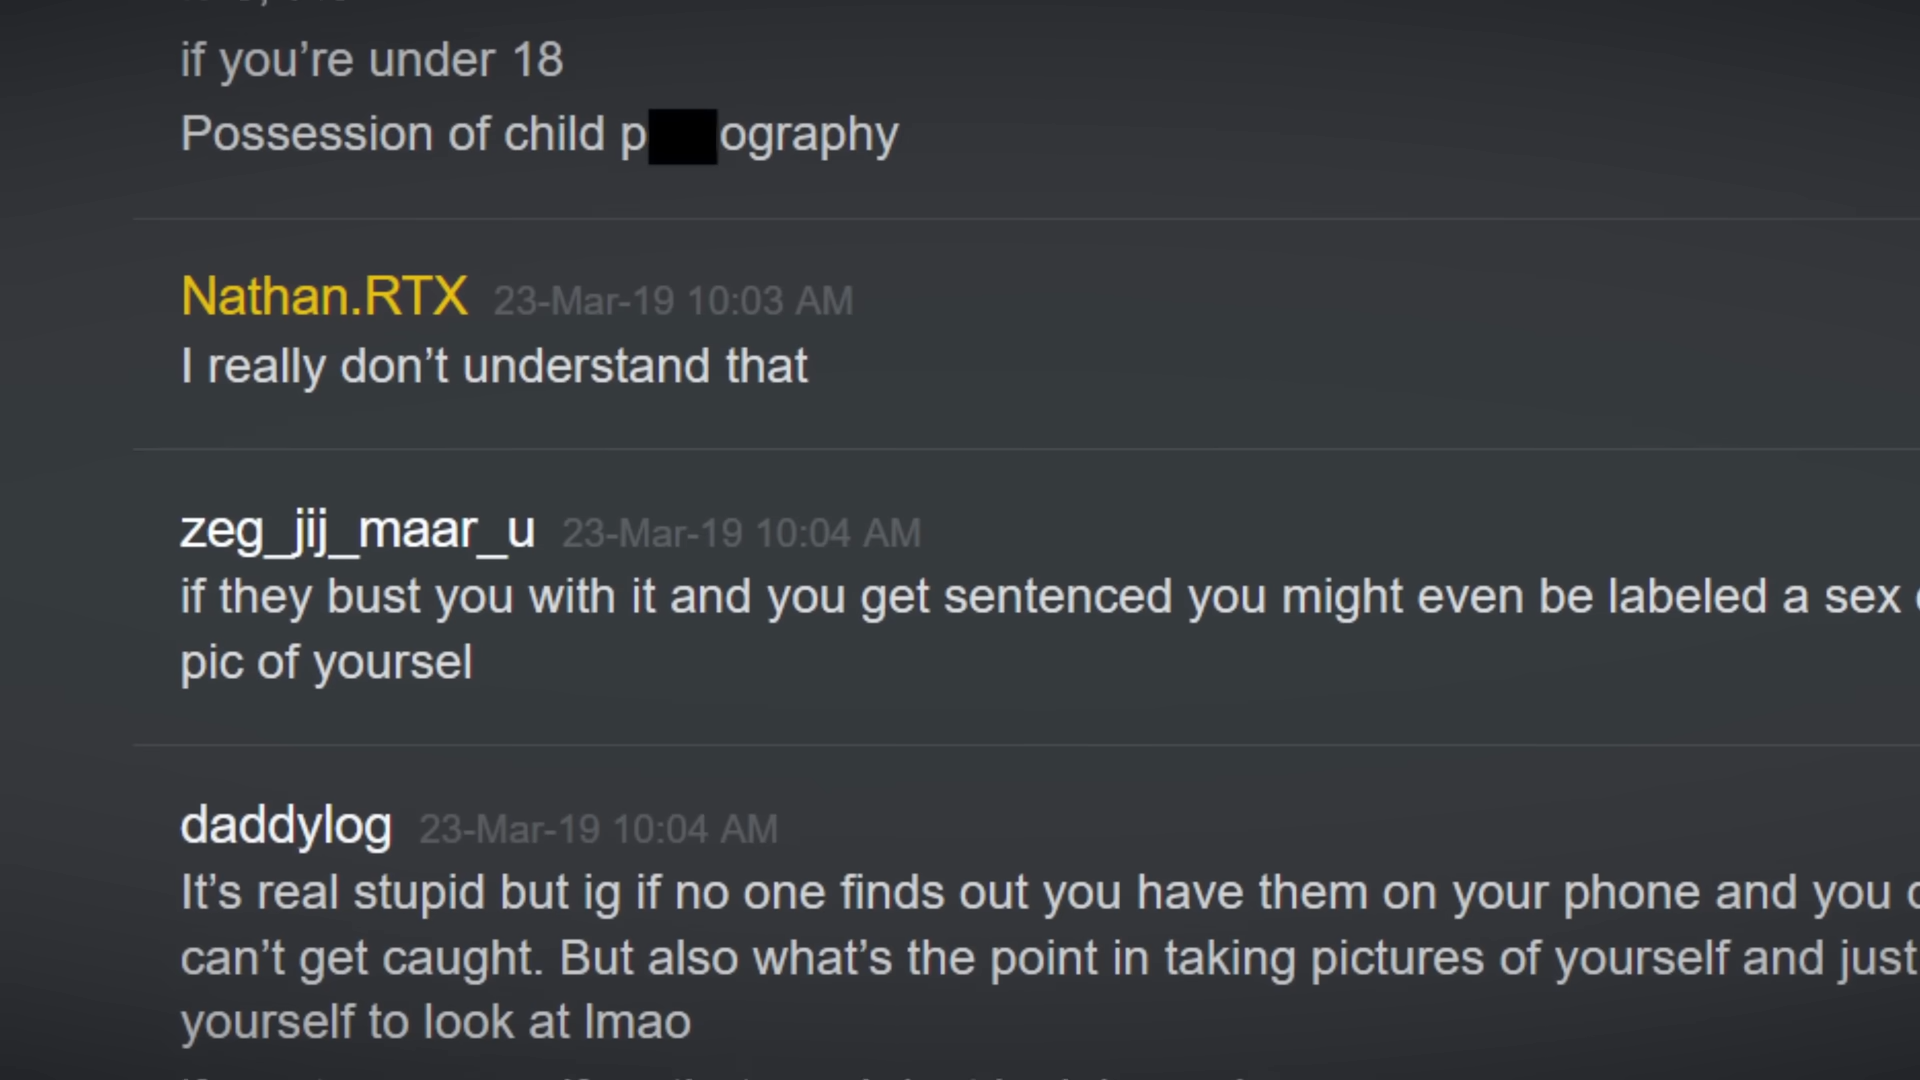 if you’re under 18
Possession of child p ography
Nathan.RTX 23-Mar-19 10:03 AM
I really don’t understand that
zeg_jij_maar_u 23-Mar-19 10:04 AM
if they bust you with it and you get sentenced you might even be labeled a sex
pic of yoursel
daddylog 23-Mar-19 10:04 AM
It’s real stupid but ig if no one finds out you have them on your phone and you
can’t get caught. But also what’s the point in taking pictures of yourself and just
yourself to look at lmao